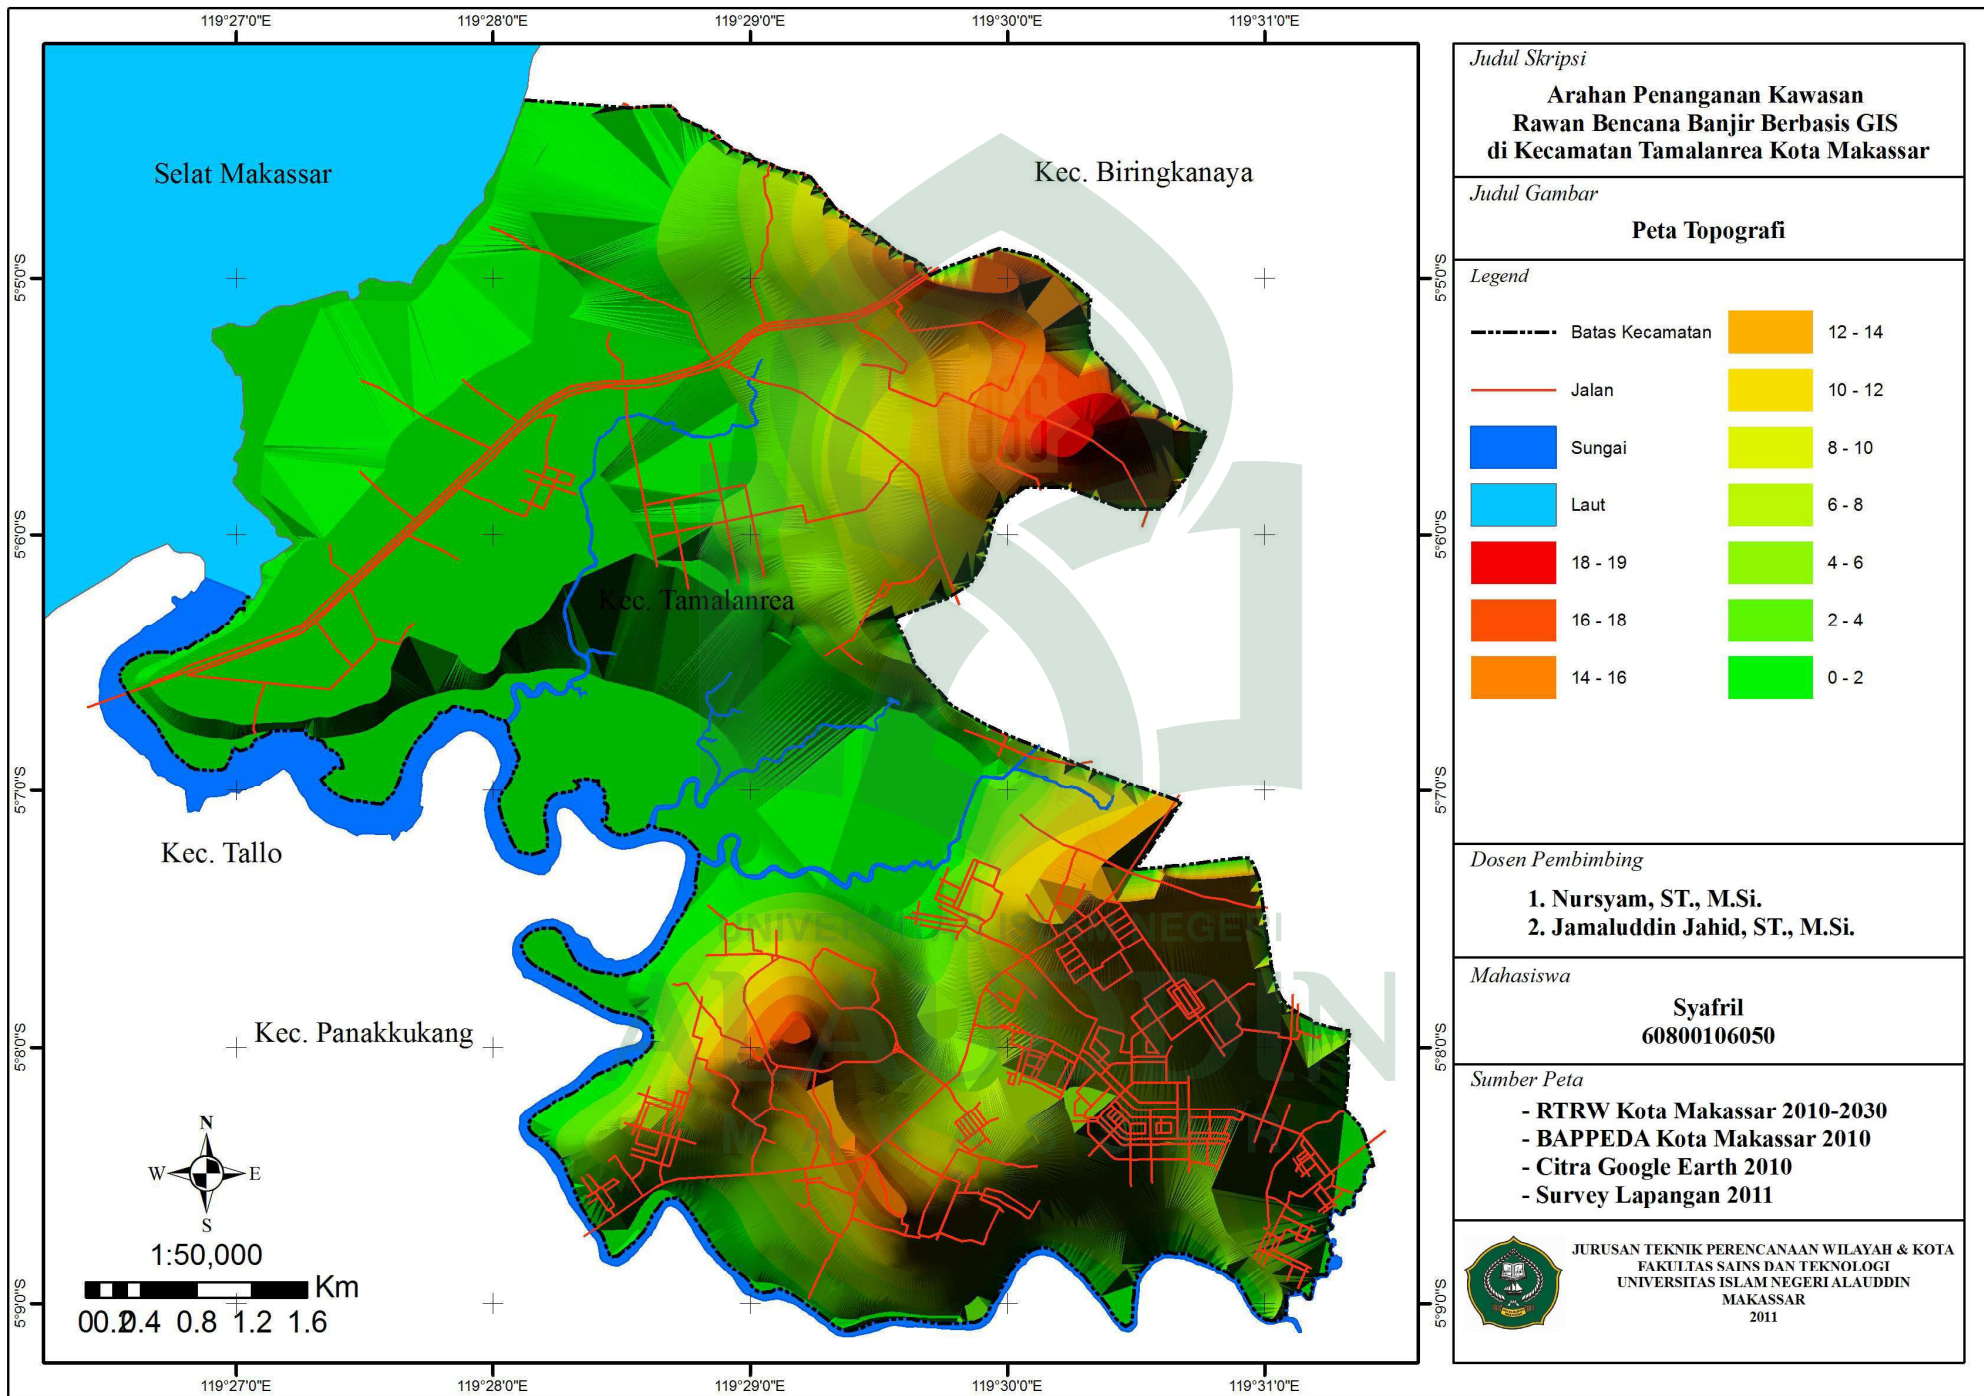 119°27'0"E 119°28'0"E 119°29'0"E 119°30'0"E 119°31'0"E
Selat Makassar
Kec. Biringkanaya
5°5'0"S 5°5'0"S
5°6'0"S 5°6'0"S
Kec. Tamalanrea
5°7'0"S 5°7'0"S
Kec. Tallo
UNIVERSITAS ISLAM NEGERI
ALAUDDIN
Kec. Panakkukang
5°8'0"S 5°8'0"S
MAKASSAR
N
W E
S
1:50,000
Km
00.20.4 0.8 1.2 1.6
5°9'0"S 5°9'0"S
119°27'0"E 119°28'0"E 119°29'0"E 119°30'0"E 119°31'0"E
Judul Skripsi
Arahan Penanganan Kawasan
Rawan Bencana Banjir Berbasis GIS
di Kecamatan Tamalanrea Kota Makassar
Judul Gambar
Peta Topografi
Legend
Batas Kecamatan 12 - 14
Jalan 10 - 12
Sungai 8 - 10
Laut 6 - 8
18 - 19 4 - 6
16 - 18 2 - 4
14 - 16 0 - 2
Dosen Pembimbing
1. Nursyam, ST., M.Si.
2. Jamaluddin Jahid, ST., M.Si.
Mahasiswa
Syafril
60800106050
Sumber Peta
- RTRW Kota Makassar 2010-2030
- BAPPEDA Kota Makassar 2010
- Citra Google Earth 2010
- Survey Lapangan 2011
JURUSAN TEKNIK PERENCANAAN WILAYAH & KOTA
FAKULTAS SAINS DAN TEKNOLOGI
UNIVERSITAS ISLAM NEGERI ALAUDDIN
MAKASSAR
2011